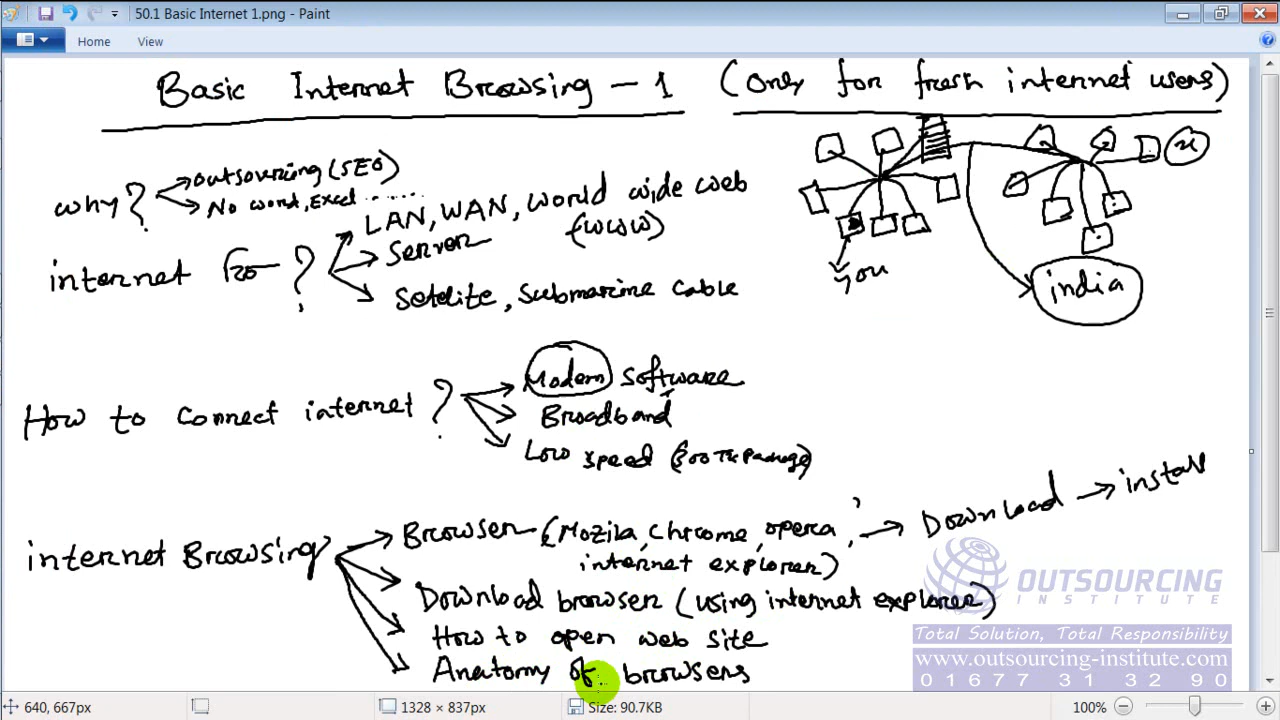 50.1 Basic Internet 1.png - Paint
Home View
Basic Internet Browsing - 1 (Only for fresh internet users)
why? outsourcing (SEO)
No word, Excel ......
internet ?
LAN, WAN, World wide web
(WWW)
Server
Setelite, Submarine cable
You
india
How to connect internet ?
Modem Software
Broadband
Low speed
internet Browsing
Browser (Mozila, Chrome, opera,
internet explorer)
Download → install
Download browser (using internet explorer)
How to open web site
Anatomy of browsers
OUTSOURCING
INSTITUTE
Total Solution, Total Responsibility
www.outsourcing-institute.com
01677 31 32 90
640, 667px 1328 × 837px Size: 90.7KB 100%